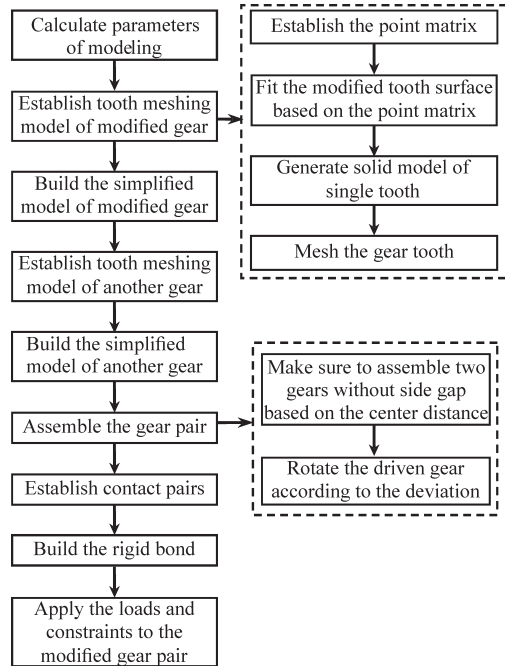 Calculate parameters
of modeling
Establish tooth meshing
model of modified gear
Build the simplified
model of modified gear
Establish tooth meshing
model of another gear
Build the simplified
model of another gear
Assemble the gear pair
Establish contact pairs
Build the rigid bond
Apply the loads and
constraints to the
modified gear pair
Establish the point matrix
Fit the modified tooth surface
based on the point matrix
Generate solid model of
single tooth
Mesh the gear tooth
Make sure to assemble two
gears without side gap
based on the center distance
Rotate the driven gear
according to the deviation